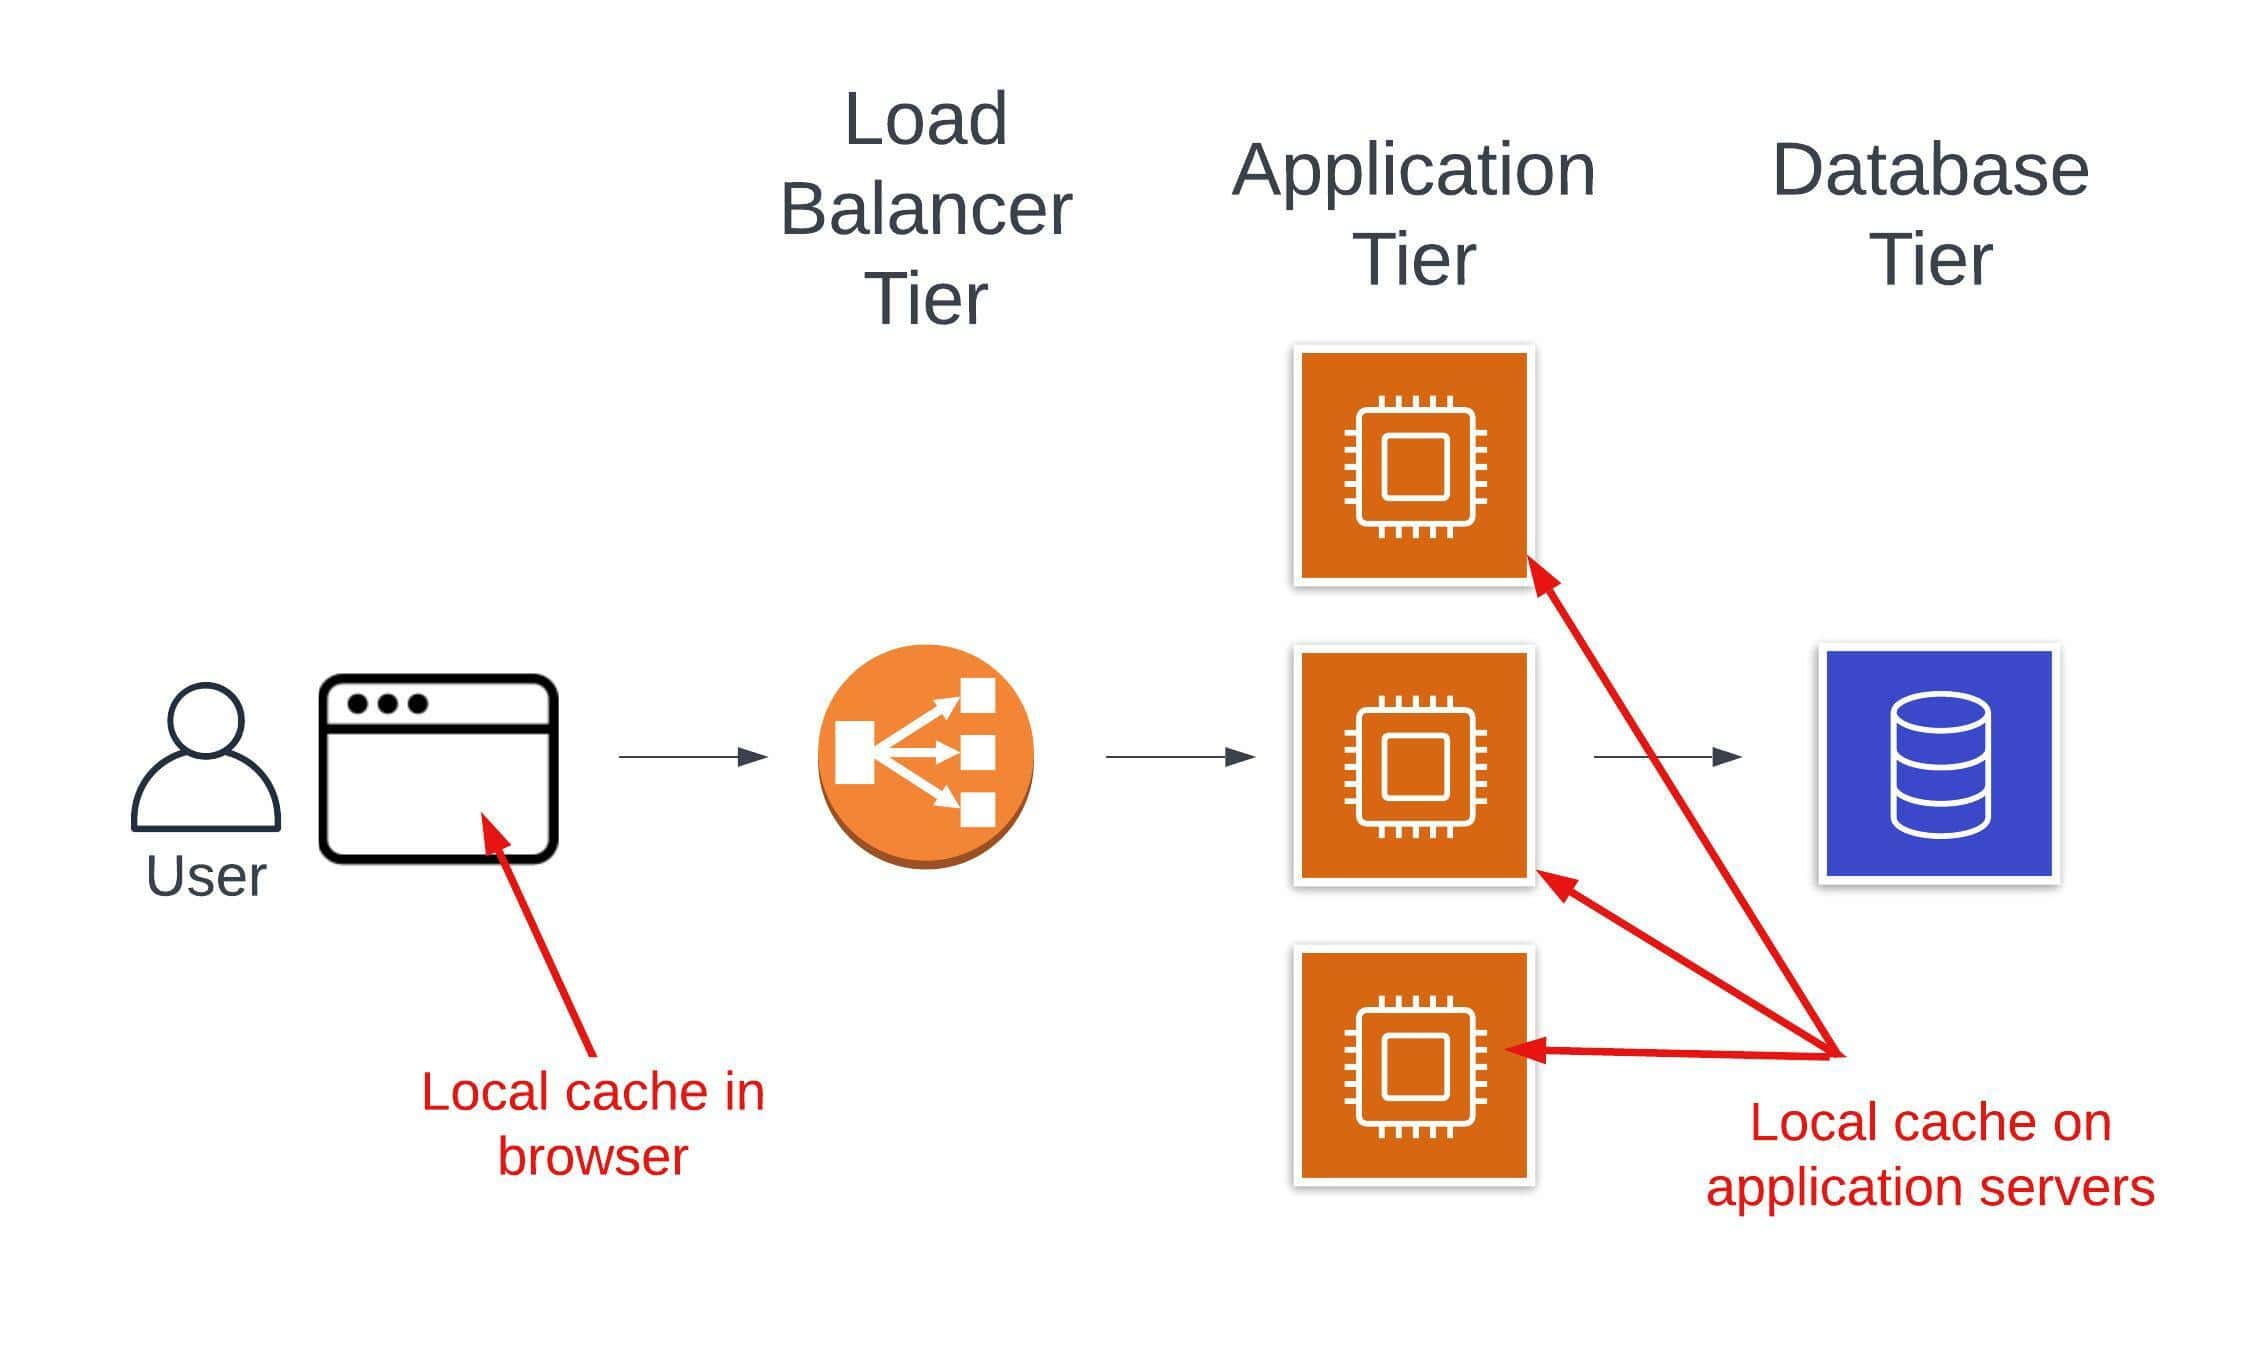 Load
Balancer
Tier
Application
Tier
Database
Tier
User
Local cache in
browser
Local cache on
application servers